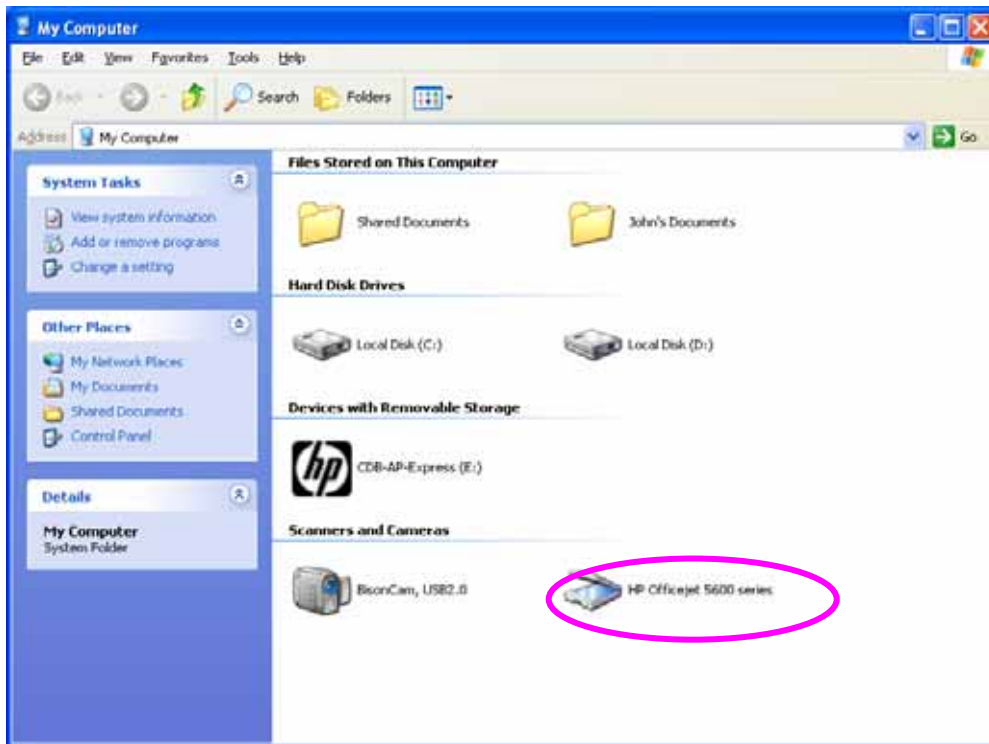 My Computer
File Edit View Favorites Tools Help
Back Search Folders
Address My Computer Go
System Tasks
View system information
Add or remove programs
Change a setting
Other Places
My Network Places
My Documents
Shared Documents
Control Panel
Details
My Computer
System Folder
Files Stored on This Computer
Shared Documents John's Documents
Hard Disk Drives
Local Disk (C:) Local Disk (D:)
Devices with Removable Storage
hp CDB-AP-Express (E:)
Scanners and Cameras
BisonCam, USB2.0 HP Officejet 5600 series